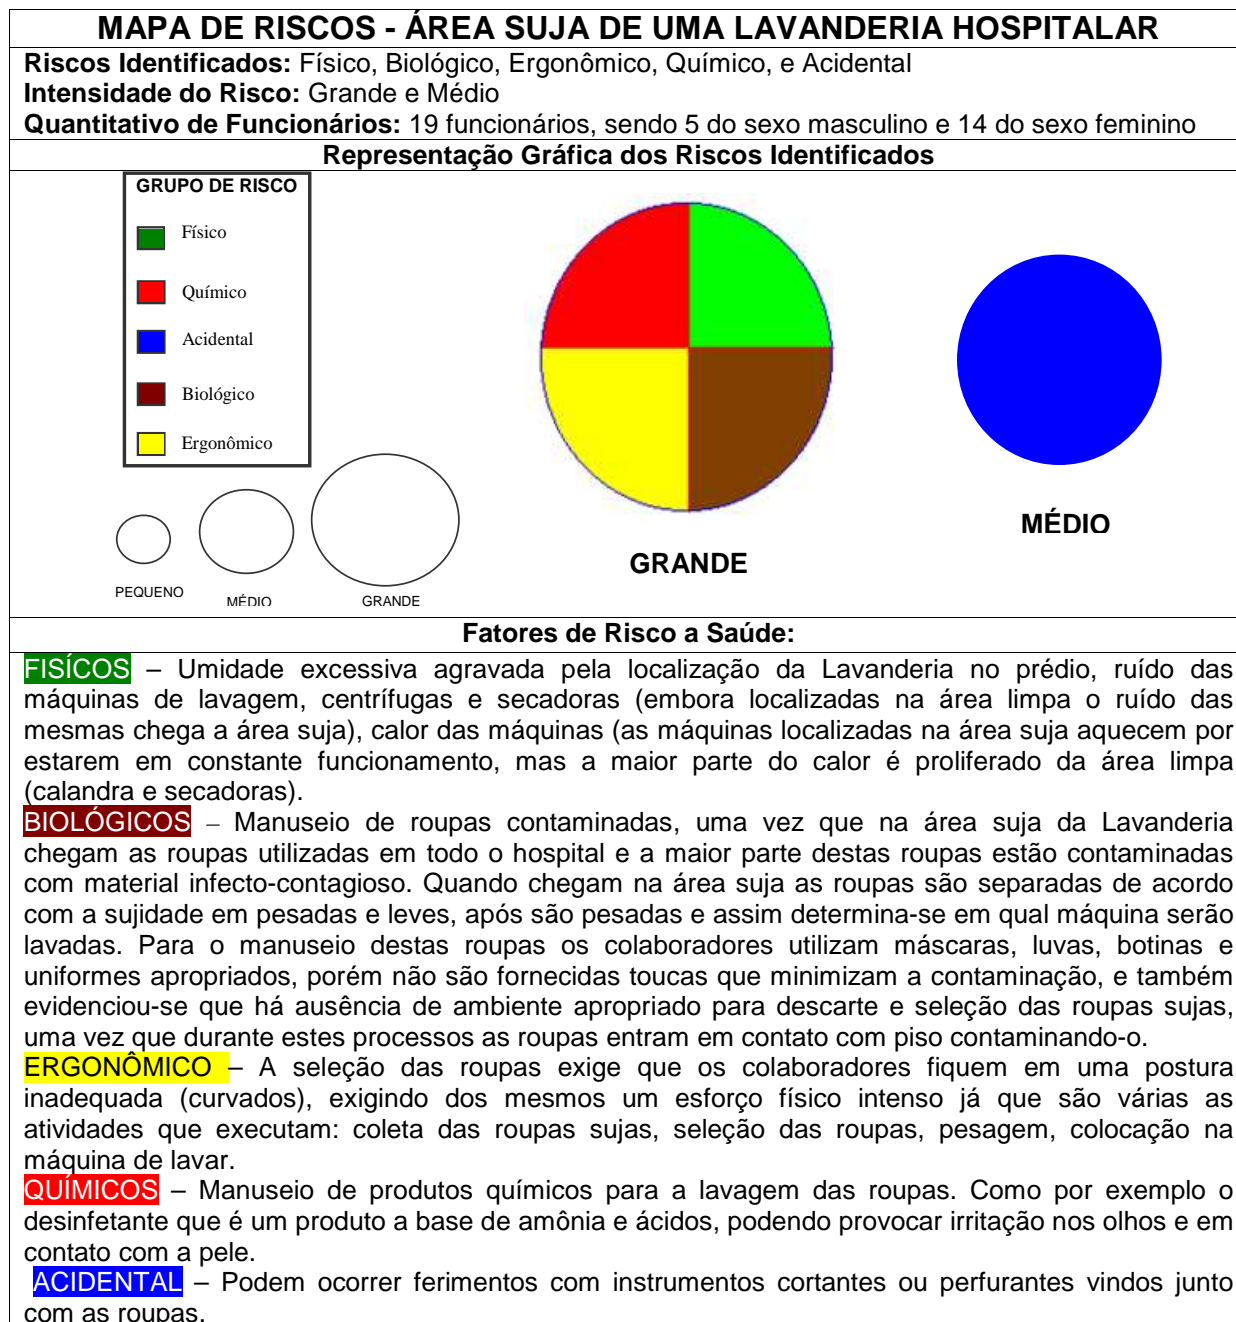 MAPA DE RISCOS - ÁREA SUJA DE UMA LAVANDERIA HOSPITALAR
Riscos Identificados: Físico, Biológico, Ergonômico, Químico, e Acidental
Intensidade do Risco: Grande e Médio
Quantitativo de Funcionários: 19 funcionários, sendo 5 do sexo masculino e 14 do sexo feminino
Representação Gráfica dos Riscos Identificados
GRUPO DE RISCO
Físico
Químico
Acidental
Biológico
Ergonômico
PEQUENO
MÉDIO
GRANDE
GRANDE
MÉDIO
Fatores de Risco a Saúde:
FISÍCOS – Umidade excessiva agravada pela localização da Lavanderia no prédio, ruído das
máquinas de lavagem, centrífugas e secadoras (embora localizadas na área limpa o ruído das
mesmas chega a área suja), calor das máquinas (as máquinas localizadas na área suja aquecem por
estarem em constante funcionamento, mas a maior parte do calor é proliferado da área limpa
(calandra e secadoras).
BIOLÓGICOS – Manuseio de roupas contaminadas, uma vez que na área suja da Lavanderia
chegam as roupas utilizadas em todo o hospital e a maior parte destas roupas estão contaminadas
com material infecto-contagioso. Quando chegam na área suja as roupas são separadas de acordo
com a sujidade em pesadas e leves, após são pesadas e assim determina-se em qual máquina serão
lavadas. Para o manuseio destas roupas os colaboradores utilizam máscaras, luvas, botinas e
uniformes apropriados, porém não são fornecidas toucas que minimizam a contaminação, e também
evidenciou-se que há ausência de ambiente apropriado para descarte e seleção das roupas sujas,
uma vez que durante estes processos as roupas entram em contato com piso contaminando-o.
ERGONÔMICO – A seleção das roupas exige que os colaboradores fiquem em uma postura
inadequada (curvados), exigindo dos mesmos um esforço físico intenso já que são várias as
atividades que executam: coleta das roupas sujas, seleção das roupas, pesagem, colocação na
máquina de lavar.
QUÍMICOS – Manuseio de produtos químicos para a lavagem das roupas. Como por exemplo o
desinfetante que é um produto a base de amônia e ácidos, podendo provocar irritação nos olhos e em
contato com a pele.
ACIDENTAL – Podem ocorrer ferimentos com instrumentos cortantes ou perfurantes vindos junto
com as roupas.